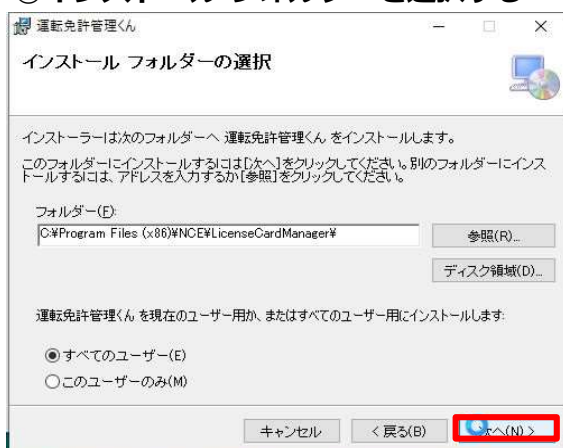 運転免許管理くん
インストール フォルダーの選択
インストーラーは次のフォルダーへ 運転免許管理くん をインストールします。
このフォルダーにインストールするには[次へ]をクリックしてください。別のフォルダーにインス
トールするには、アドレスを入力するか[参照]をクリックしてください。
フォルダー(F):
C:¥Program Files (x86)¥NCE¥LicenseCardManager¥
参照(R)...
ディスク領域(D)...
運転免許管理くん を現在のユーザー用か、またはすべてのユーザー用にインストールします:
すべてのユーザー(E)
このユーザーのみ(M)
キャンセル
< 戻る(B)
へ(N) >